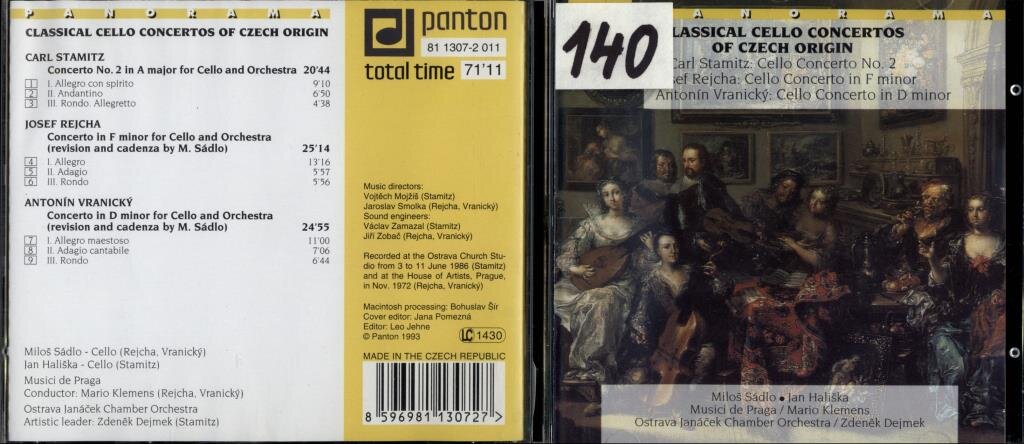 PANORAMA
CLASSICAL CELLO CONCERTOS OF CZECH ORIGIN
CARL STAMITZ
Concerto No. 2 in A major for Cello and Orchestra 20'44
1 I. Allegro con spirito 9'10
2 II. Andantino 6'50
3 III. Rondo. Allegretto 4'38
JOSEF REJCHA
Concerto in F minor for Cello and Orchestra
(revision and cadenza by M. Sádlo) 25'14
4 I. Allegro 13'16
5 II. Adagio 5'57
6 III. Rondo 5'56
ANTONÍN VRANICKÝ
Concerto in D minor for Cello and Orchestra
(revision and cadenza by M. Sádlo) 24'55
7 I. Allegro maestoso 11'00
8 II. Adagio cantabile 7'06
9 III. Rondo 6'44
Miloš Sádlo - Cello (Rejcha, Vranický)
Jan Hališka - Cello (Stamitz)
Musici de Praga
Conductor: Mario Klemens (Rejcha, Vranický)
Ostrava Janáček Chamber Orchestra
Artistic leader: Zdeněk Dejmek (Stamitz)
panton
81 1307-2 011
total time 71'11
Music directors:
Vojtěch Mojžíš (Stamitz)
Jaroslav Smolka (Rejcha, Vranický)
Sound engineers:
Václav Zamazal (Stamitz)
Jiří Zobač (Rejcha, Vranický)
Recorded at the Ostrava Church Stu-
dio from 3 to 11 June 1986 (Stamitz)
and at the House of Artists, Prague,
in Nov. 1972 (Rejcha, Vranický)
Macintosh processing: Bohuslav Šír
Cover editor: Jana Pomezná
Editor: Leo Jehne
© Panton 1993
LC 1430
MADE IN THE CZECH REPUBLIC
8 596981 130727 >
140
ANORAMA
LASSICAL CELLO CONCERTOS
OF CZECH ORIGIN
Carl Stamitz: Cello Concerto No. 2
osef Rejcha: Cello Concerto in F minor
Antonín Vranický: Cello Concerto in D minor
Miloš Sádlo • Jan Hališka
Musici de Praga / Mario Klemens
Ostrava Janáček Chamber Orchestra / Zdeněk Dejmek